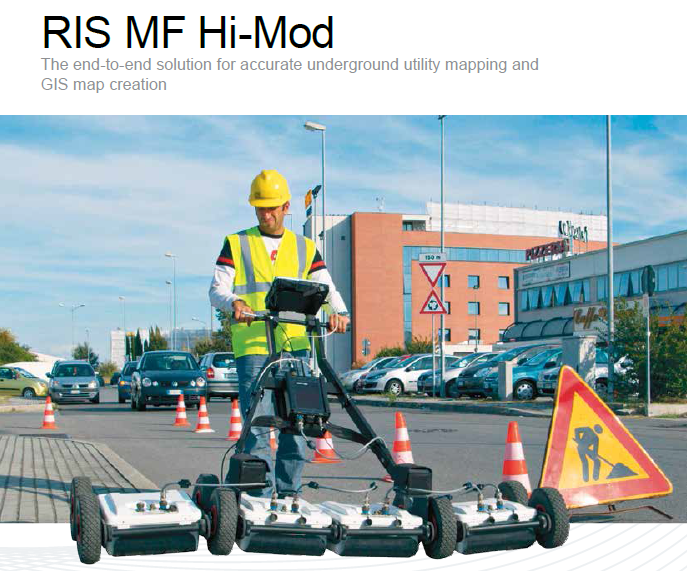 RIS MF Hi-Mod
The end-to-end solution for accurate underground utility mapping and
GIS map creation
150 m
PIZZERIA